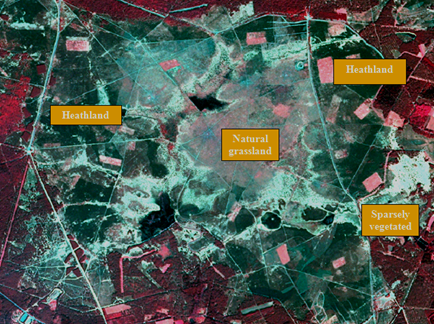 Heathland
Heathland
Natural
grassland
Sparsely
vegetated